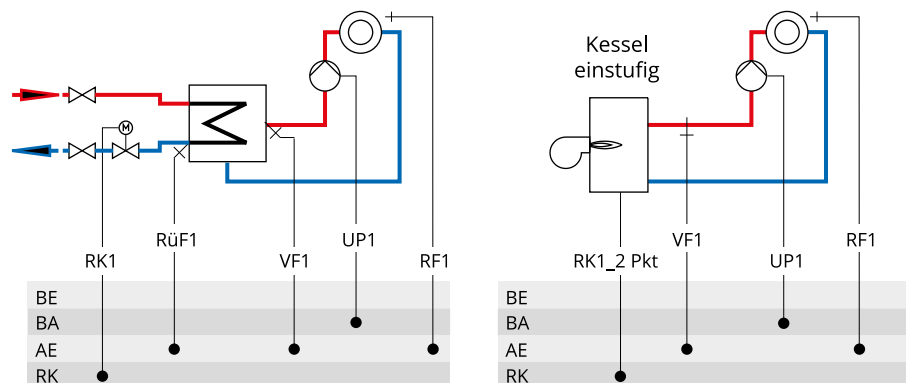 Kessel
einstufig
M
RüF1
UP1
RK1
VF1
RF1
VF1
RF1
RK1_2 Pkt
UP1
BE
BA
AE
RK
BE
BA
AE
RK